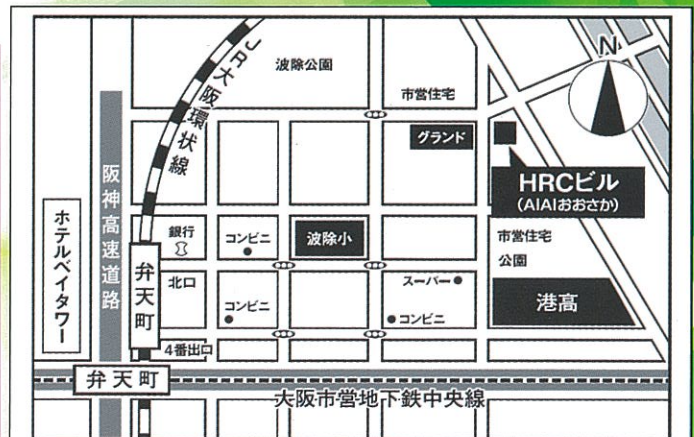 波除公園
N
JR大阪環状線
市営住宅
グランド
HRCビル
(AIAIおおさか)
阪神高速道路
ホテルベイタワー
銀行
コンビニ
波除小
市営住宅
公園
弁天町
北口
スーパー
港高
コンビニ
コンビニ
4番出口
弁天町
大阪市営地下鉄中央線